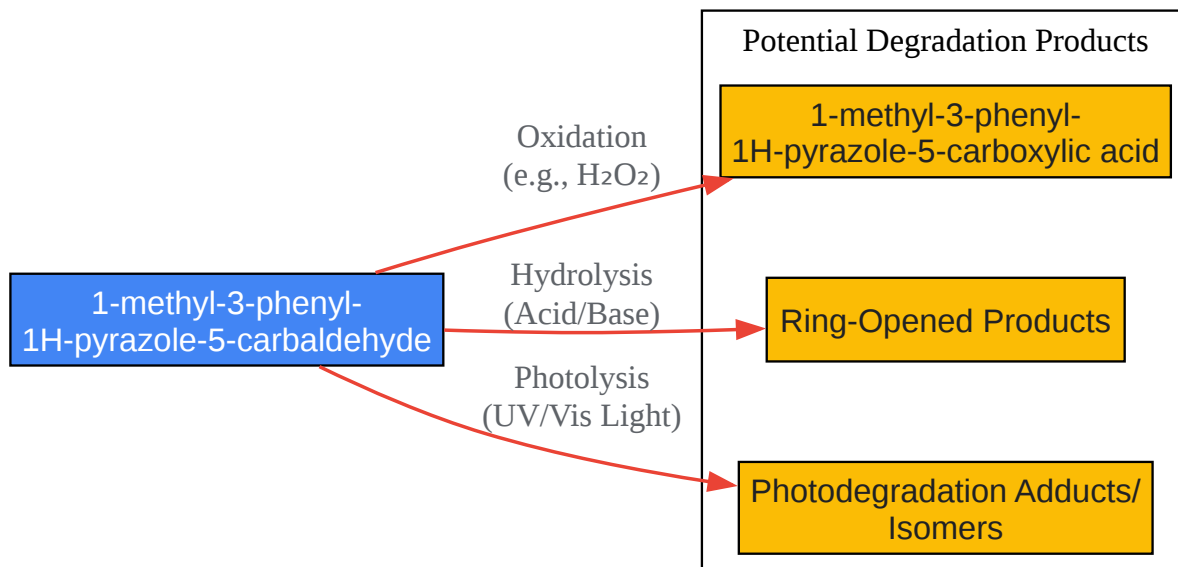 Potential Degradation Products
1-methyl-3-phenyl-
1H-pyrazole-5-carboxylic acid
Oxidation
(e.g., H₂O₂)
Hydrolysis
(Acid/Base)
1-methyl-3-phenyl-
1H-pyrazole-5-carbaldehyde
Ring-Opened Products
Photolysis
(UV/Vis Light)
Photodegradation Adducts/
Isomers